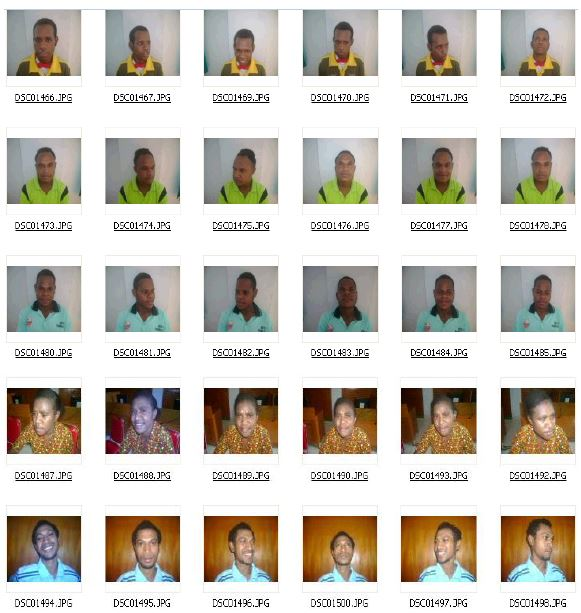 DSC01466.JPG DSC01467.JPG DSC01469.JPG DSC01470.JPG DSC01471.JPG DSC01472.JPG
DSC01473.JPG DSC01474.JPG DSC01475.JPG DSC01476.JPG DSC01477.JPG DSC01478.JPG
DSC01480.JPG DSC01481.JPG DSC01482.JPG DSC01483.JPG DSC01484.JPG DSC01485.JPG
DSC01487.JPG DSC01488.JPG DSC01489.JPG DSC01490.JPG DSC01493.JPG DSC01492.JPG
DSC01494.JPG DSC01495.JPG DSC01496.JPG DSC01500.JPG DSC01497.JPG DSC01498.JPG